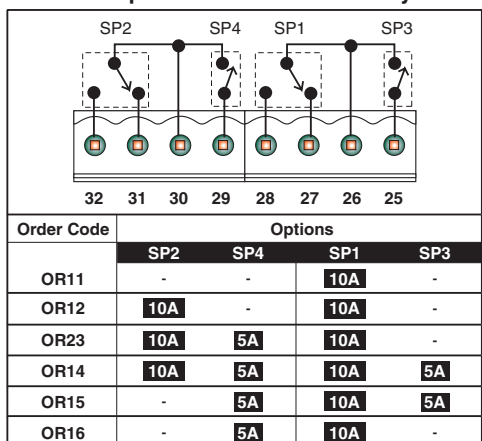 SP2 SP4 SP1 SP3
32 31 30 29 28 27 26 25
Order Code Options
SP2 SP4 SP1 SP3
OR11 - - 10A -
OR12 10A - 10A -
OR23 10A 5A 10A -
OR14 10A 5A 10A 5A
OR15 - 5A 10A 5A
OR16 - 5A 10A -